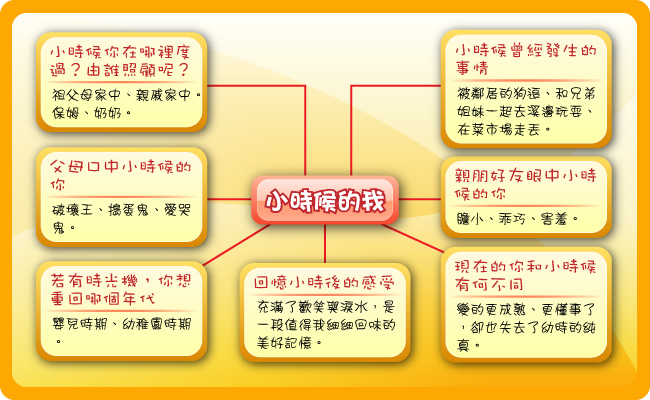 小時候你在哪裡度
過？由誰照顧呢？
祖父母家中、親戚家中。
保姆、奶奶。
小時候曾經發生的
事情
被鄰居的狗追、和兄弟
姐妹一起去溪邊玩耍、
在菜市場走丟。
父母口中小時候的
你
破壞王、搗蛋鬼、愛哭
鬼。
小時候的我
親朋好友眼中小時
候的你
膽小、乖巧、害羞。
若有時光機，你想
重回哪個年代
嬰兒時期、幼稚園時期
。
回憶小時後的感受
充滿了歡笑與淚水，是
一段值得我細細回味的
美好記憶。
現在的你和小時候
有何不同
變的更成熟、更懂事了
，卻也失去了幼時的純
真。